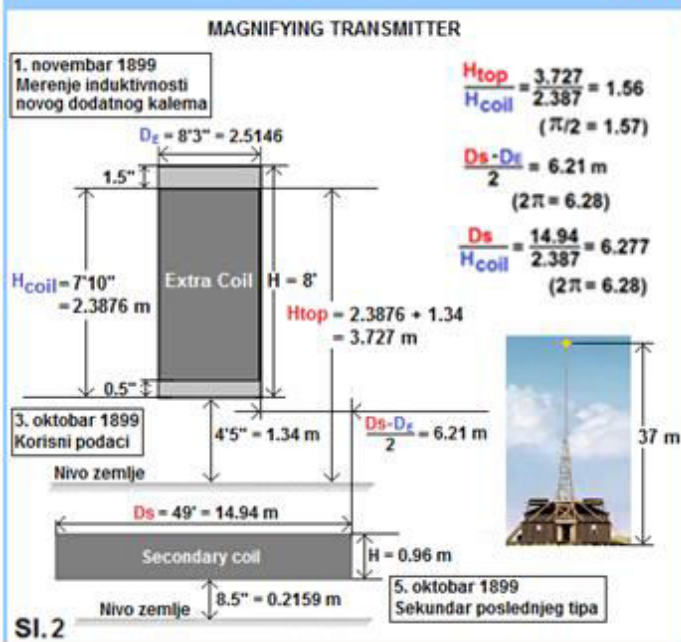 MAGNIFYING TRANSMITTER
1. novembar 1899
Merenje induktivnosti
novog dodatnog kalema
Htop/Hcoil = 3.727/2.387 = 1.56
(π/2 = 1.57)
DE = 8'3" = 2.5146
1.5"
Ds-DE/2 = 6.21 m
(2π = 6.28)
Ds/Hcoil = 14.94/2.387 = 6.277
(2π = 6.28)
Hcoil = 7'10"
= 2.3876 m
Extra Coil
H = 8'
Htop = 2.3876 + 1.34
= 3.727 m
0.5"
3. oktobar 1899
Korisni podaci
4'5" = 1.34 m
Ds-DE/2 = 6.21 m
37 m
Nivo zemlje
Ds = 49' = 14.94 m
Secondary coil
H = 0.96 m
8.5" = 0.2159 m
5. oktobar 1899
Sekundar poslednjeg tipa
Nivo zemlje
Sl. 2